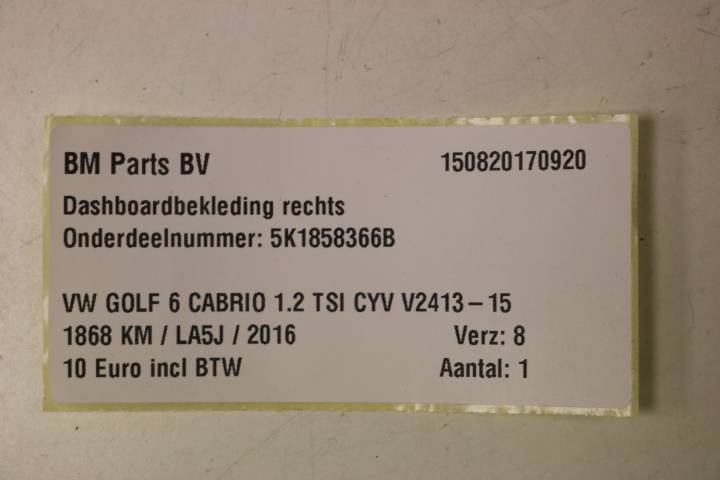 BM Parts BV 150820170920
Dashboardbekleding rechts
Onderdeelnummer: 5K1858366B
VW GOLF 6 CABRIO 1.2 TSI CYV V2413-15
1868 KM / LA5J / 2016 Verz: 8
10 Euro incl BTW Aantal: 1